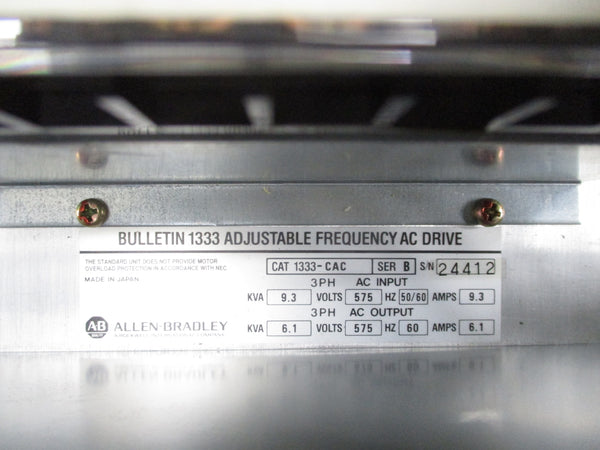 BULLETIN 1333 ADJUSTABLE FREQUENCY AC DRIVE
THE STANDARD UNIT DOES NOT PROVIDE MOTOR
OVERLOAD PROTECTION IN ACCORDANCE WITH NEC.
MADE IN JAPAN
CAT 1333-CAC SER B S/N 24412
3PH AC INPUT
KVA 9.3 VOLTS 575 HZ 50/60 AMPS 9.3
3PH AC OUTPUT
KVA 6.1 VOLTS 575 HZ 60 AMPS 6.1
A-B ALLEN-BRADLEY